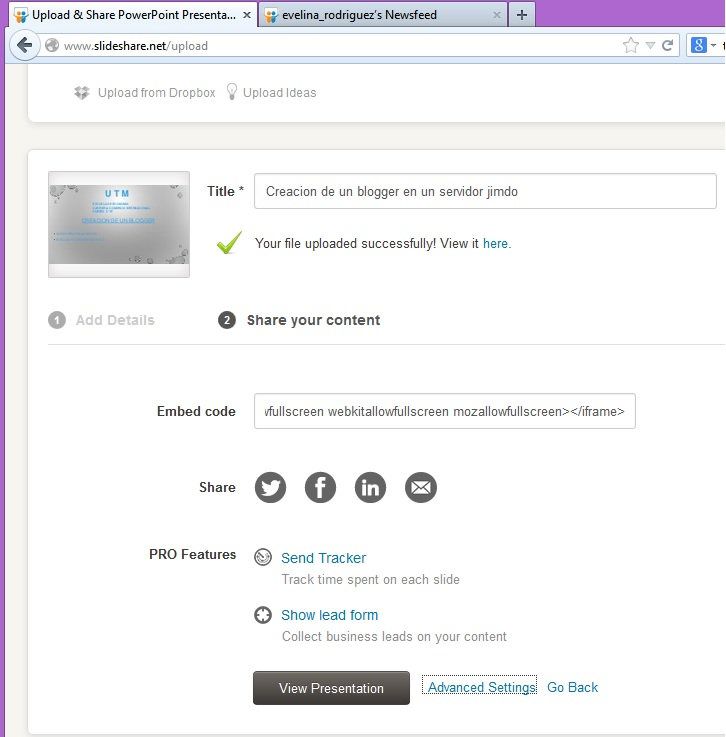 Upload & Share PowerPoint Presenta... ×
evelina_rodriguez's Newsfeed ×
www.slideshare.net/upload
Upload from Dropbox Upload Ideas
UTM
CREACION DE UN BLOGGER
Title * Creacion de un blogger en un servidor jimdo
Your file uploaded successfully! View it here.
1 Add Details 2 Share your content
Embed code wfullscreen webkitallowfullscreen mozallowfullscreen></iframe>
Share
PRO Features Send Tracker
Track time spent on each slide
Show lead form
Collect business leads on your content
View Presentation Advanced Settings Go Back